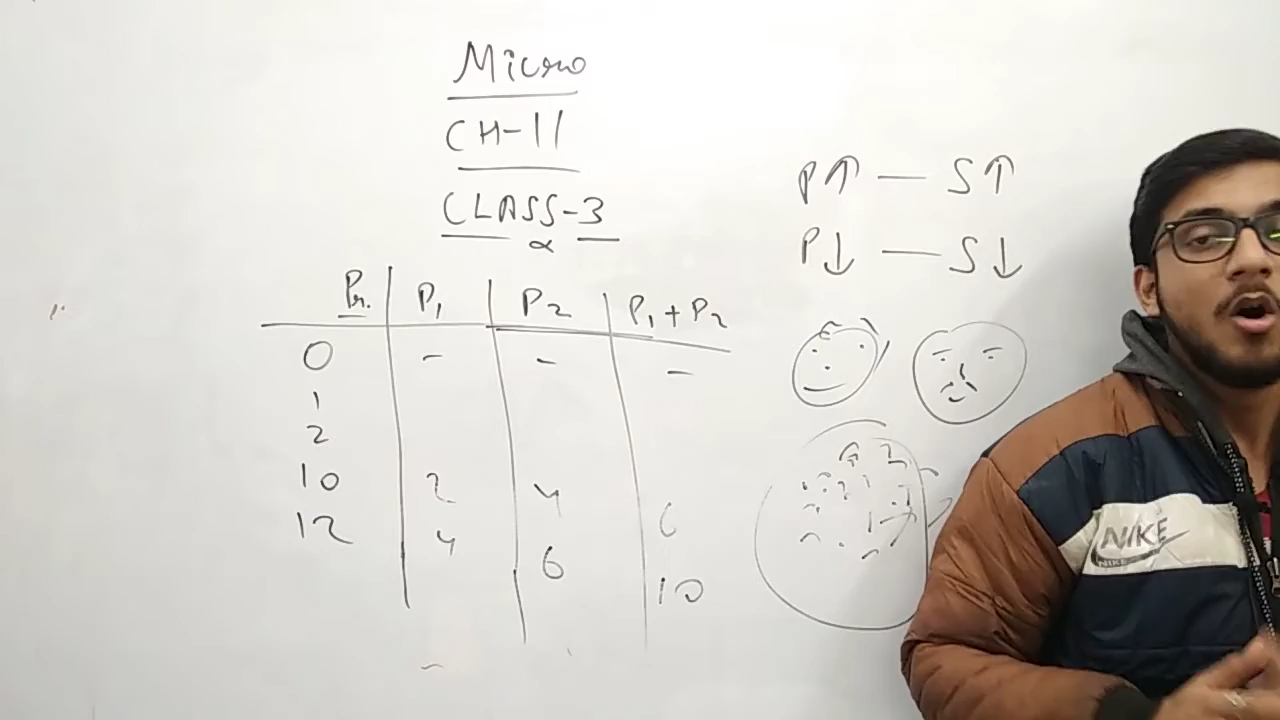 Micro
CH-11
CLASS-3
P↑ — S↑
P↓ — S↓
Pr. P1 P2 P1+P2
0 - - -
1
2
10 2 4 6
12 4 6 10
NIKE
NIKE